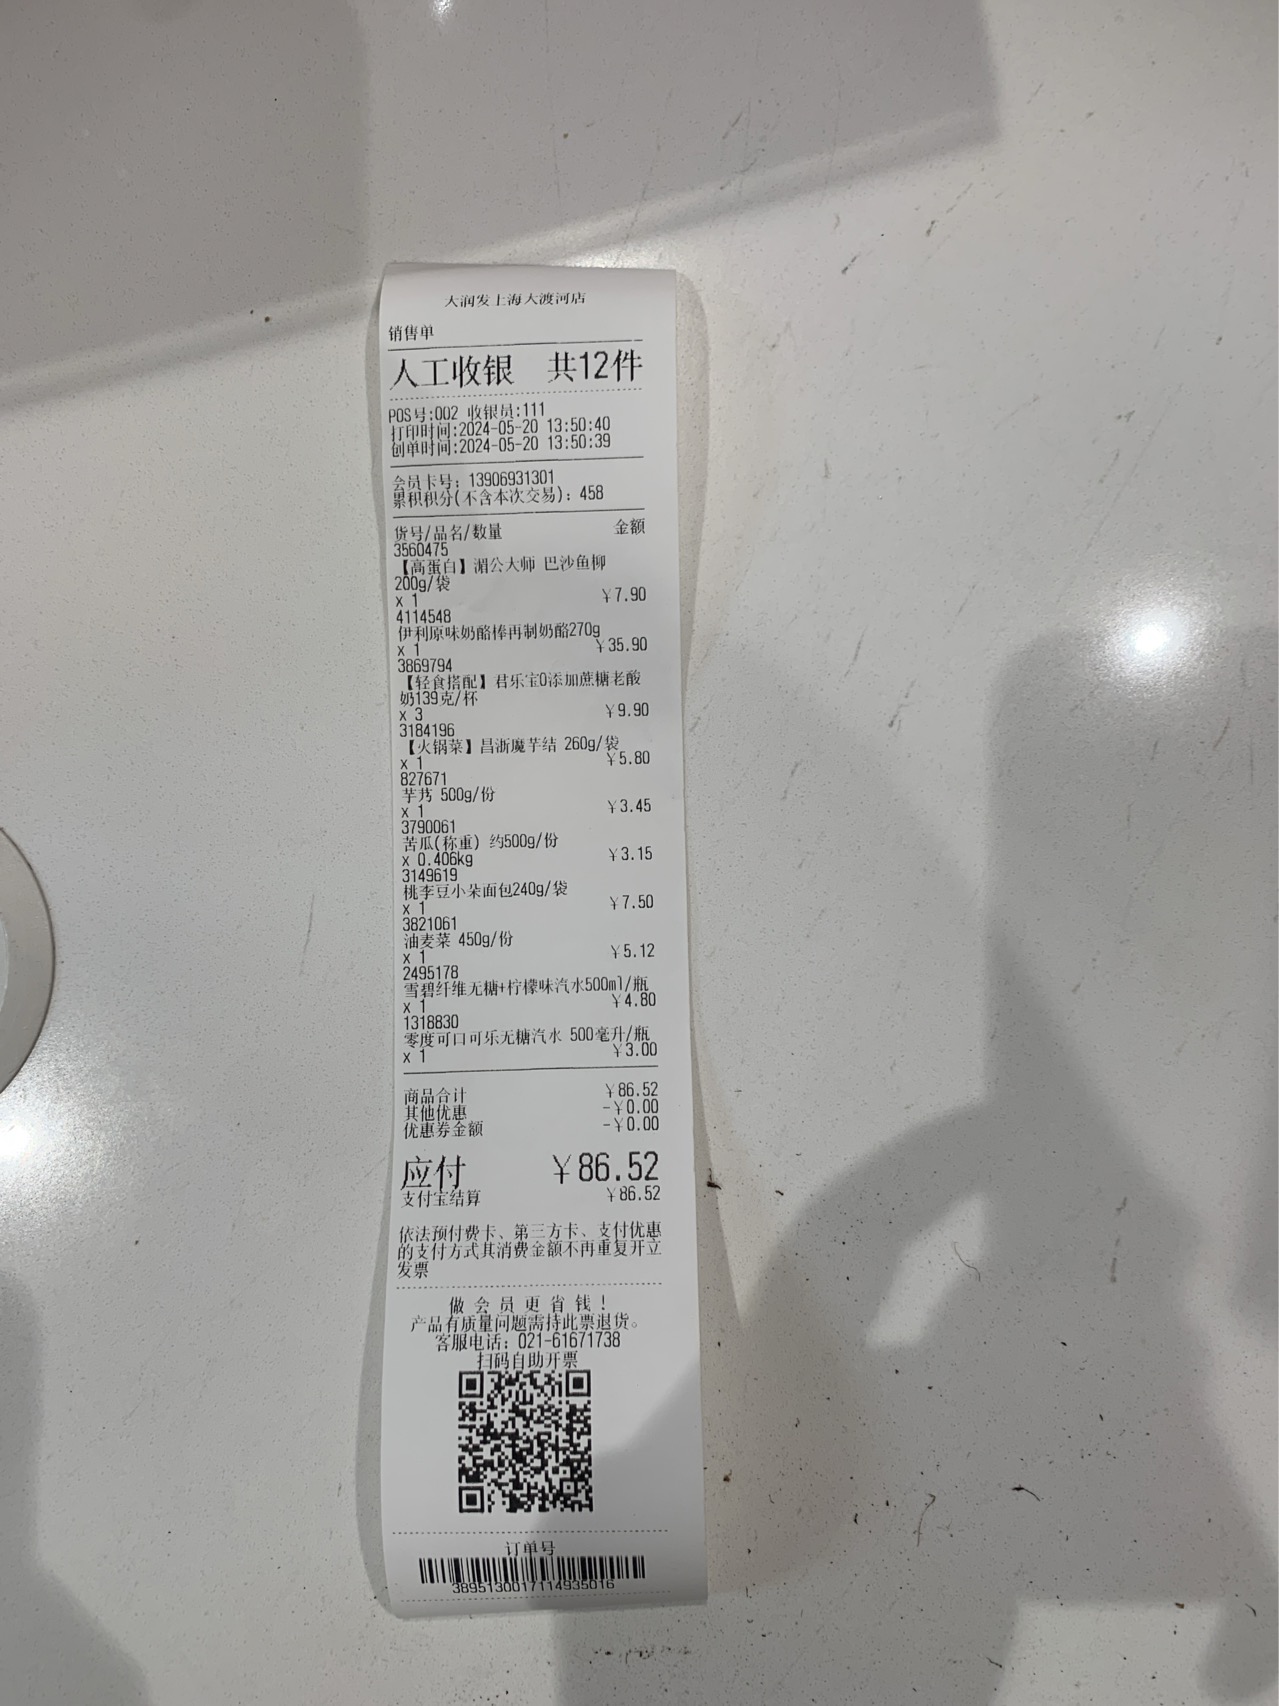 大润发上海大渡河店
销售单
人工收银 共12件
POS号:002 收银员:111
打印时间:2024-05-20 13:50:40
创单时间:2024-05-20 13:50:39
会员卡号: 13906931301
累积积分(不含本次交易): 458
货号/品名/数量 金额
3560475
【高蛋白】湄公大师 巴沙鱼柳
200g/袋
x 1 ￥7.90
4114548
伊利原味奶酪棒再制奶酪270g
x 1 ￥35.90
3869794
【轻食搭配】君乐宝0添加蔗糖老酸
奶139克/杯
x 3 ￥9.90
3184196
【火锅菜】昌浙魔芋结 260g/袋
x 1 ￥5.80
827671
芋艿 500g/份
x 1 ￥3.45
3790061
苦瓜(称重) 约500g/份
x 0.406kg ￥3.15
3149619
桃李豆小朵面包240g/袋
x 1 ￥7.50
3821061
油麦菜 450g/份
x 1 ￥5.12
2495178
雪碧纤维无糖+柠檬味汽水500ml/瓶
x 1 ￥4.80
1318830
零度可口可乐无糖汽水 500毫升/瓶
x 1 ￥3.00
商品合计 ￥86.52
其他优惠 -￥0.00
优惠券金额 -￥0.00
应付 ￥86.52
支付宝结算 ￥86.52
依法预付费卡、第三方卡、支付优惠
的支付方式其消费金额不再重复开立
发票
做会员更省钱!
产品有质量问题需持此票退货。
客服电话: 021-61671738
扫码自助开票
订单号
3895130017114935016